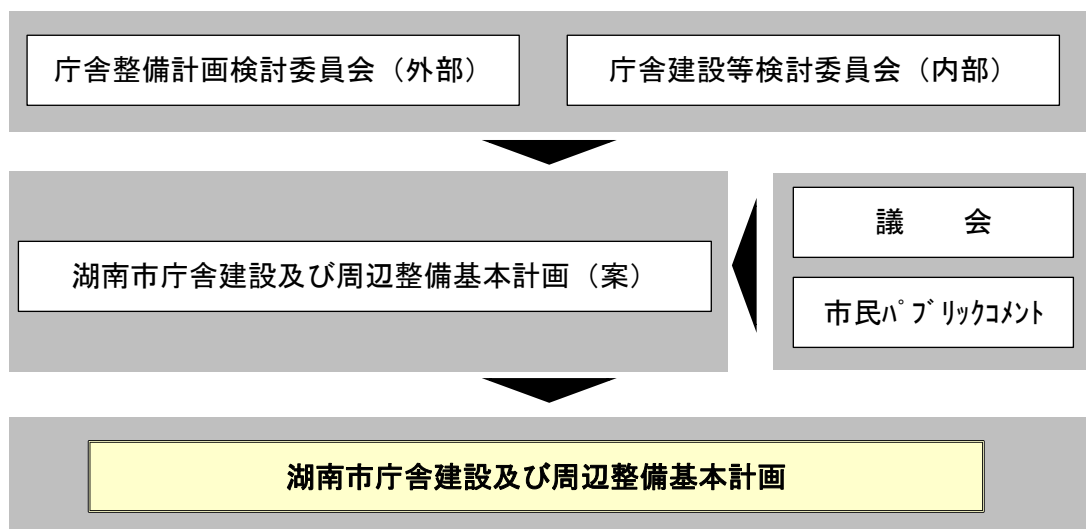 庁舎整備計画検討委員会（外部）
庁舎建設等検討委員会（内部）
湖南市庁舎建設及び周辺整備基本計画（案）
議　　会
市民ﾊﾟﾌﾞﾘｯｸｺﾒﾝﾄ
湖南市庁舎建設及び周辺整備基本計画